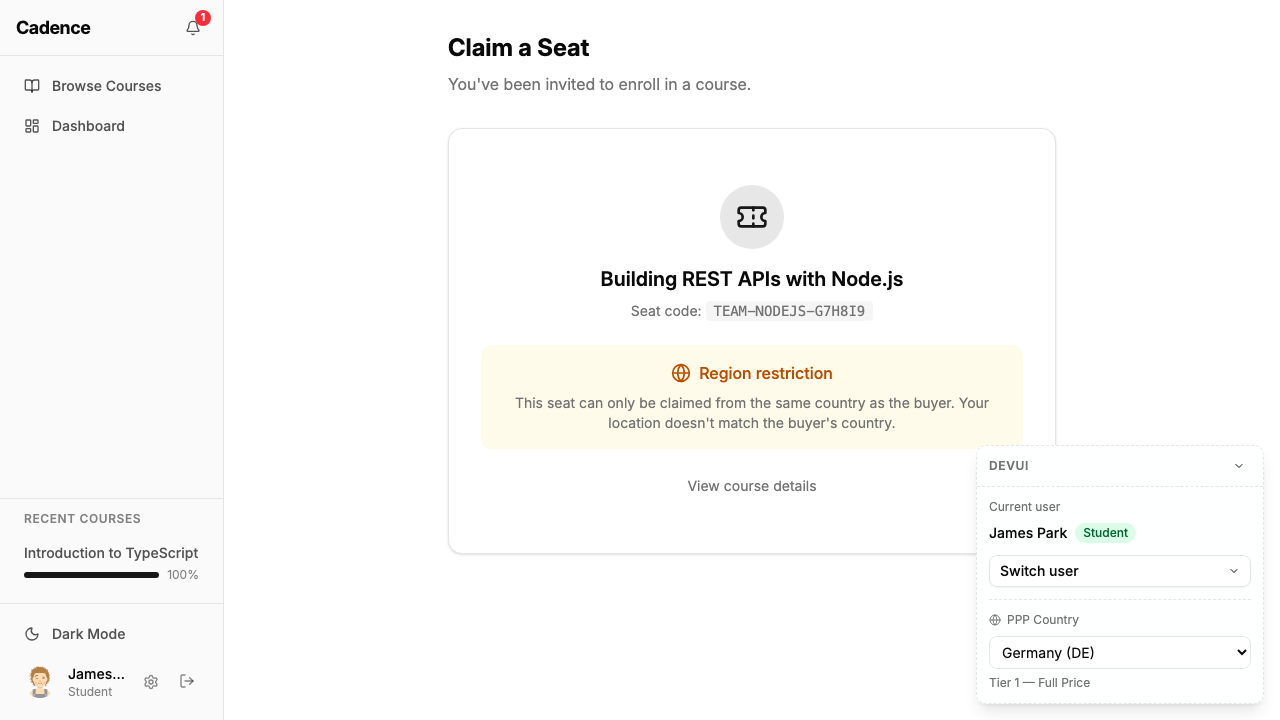 Cadence
1
Browse Courses
Dashboard
RECENT COURSES
Introduction to TypeScript
100%
Dark Mode
James...
Student
Claim a Seat
You've been invited to enroll in a course.
Building REST APIs with Node.js
Seat code: TEAM-NODEJS-G7H8I9
Region restriction
This seat can only be claimed from the same country as the buyer. Your
location doesn't match the buyer's country.
View course details
DEVUI
Current user
James Park Student
Switch user
PPP Country
Germany (DE)
Tier 1 — Full Price